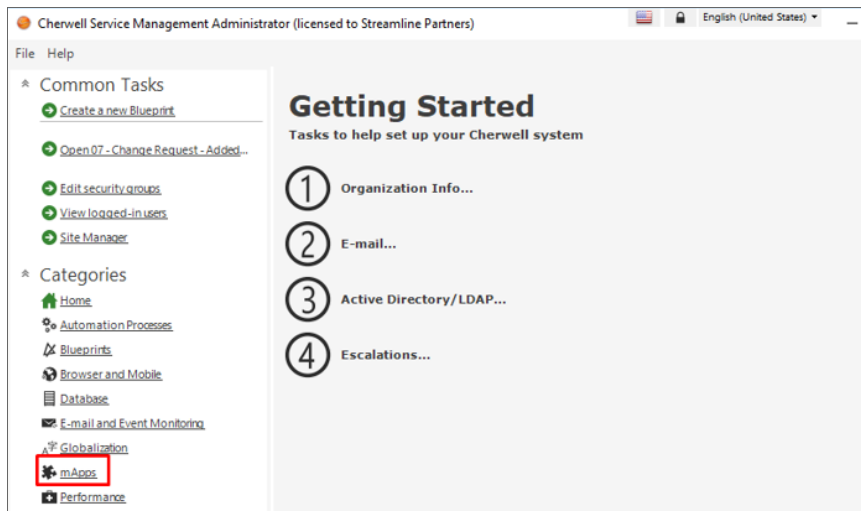 Cherwell Service Management Administrator (licensed to Streamline Partners)
English (United States)
File Help
Common Tasks
Create a new Blueprint
Open 07 - Change Request - Added...
Edit security groups
View logged-in users
Site Manager
Categories
Home
Automation Processes
Blueprints
Browser and Mobile
Database
E-mail and Event Monitoring
Globalization
mApps
Performance
Getting Started
Tasks to help set up your Cherwell system
1 Organization Info...
2 E-mail...
3 Active Directory/LDAP...
4 Escalations...